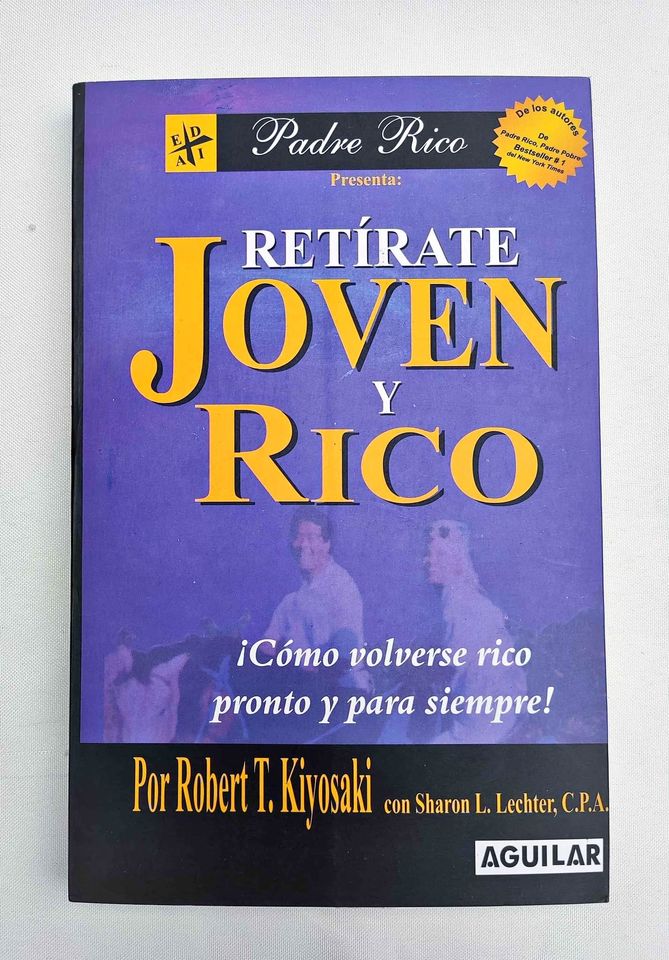 E D
A I
Padre Rico
De los autores
De
Padre Rico, Padre Pobre
Bestseller # 1
del New York Times
Presenta:
RETÍRATE
JOVEN
Y
RICO
¡Cómo volverse rico
pronto y para siempre!
Por Robert T. Kiyosaki con Sharon L. Lechter, C.P.A.
AGUILAR